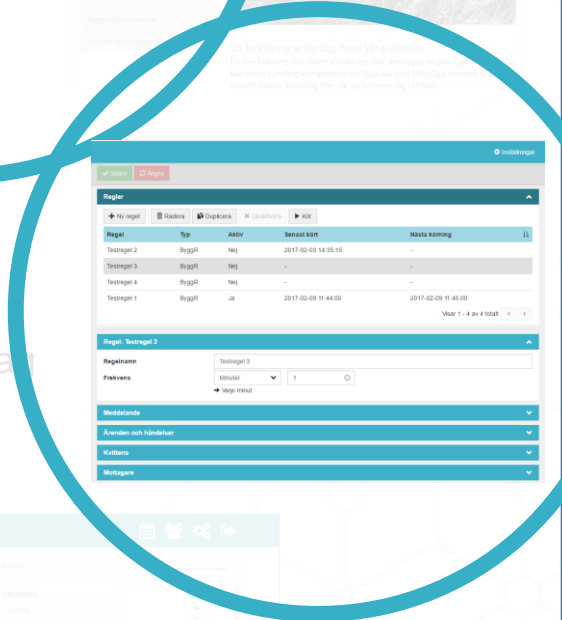 En bekvämare vardag med våra tjänster
Inställningar
Spara Ångra
Regler
Ny regel Radera Duplicera Deaktivera Kör
Regel Typ Aktiv Senast kört Nästa körning
Testregel 2 ByggR Nej 2017-02-03 14:35:15 -
Testregel 3 ByggR Nej - -
Testregel 4 ByggR Nej - -
Testregel 1 ByggR Ja 2017-02-09 11:44:00 2017-02-09 11:45:00
Visar 1 - 4 av 4 totalt
Regel: Testregel 3
Regelnamn Testregel 3
Frekvens Minuter 1
Varje minut
Meddelande
Ärenden och händelser
Kvittens
Mottagare